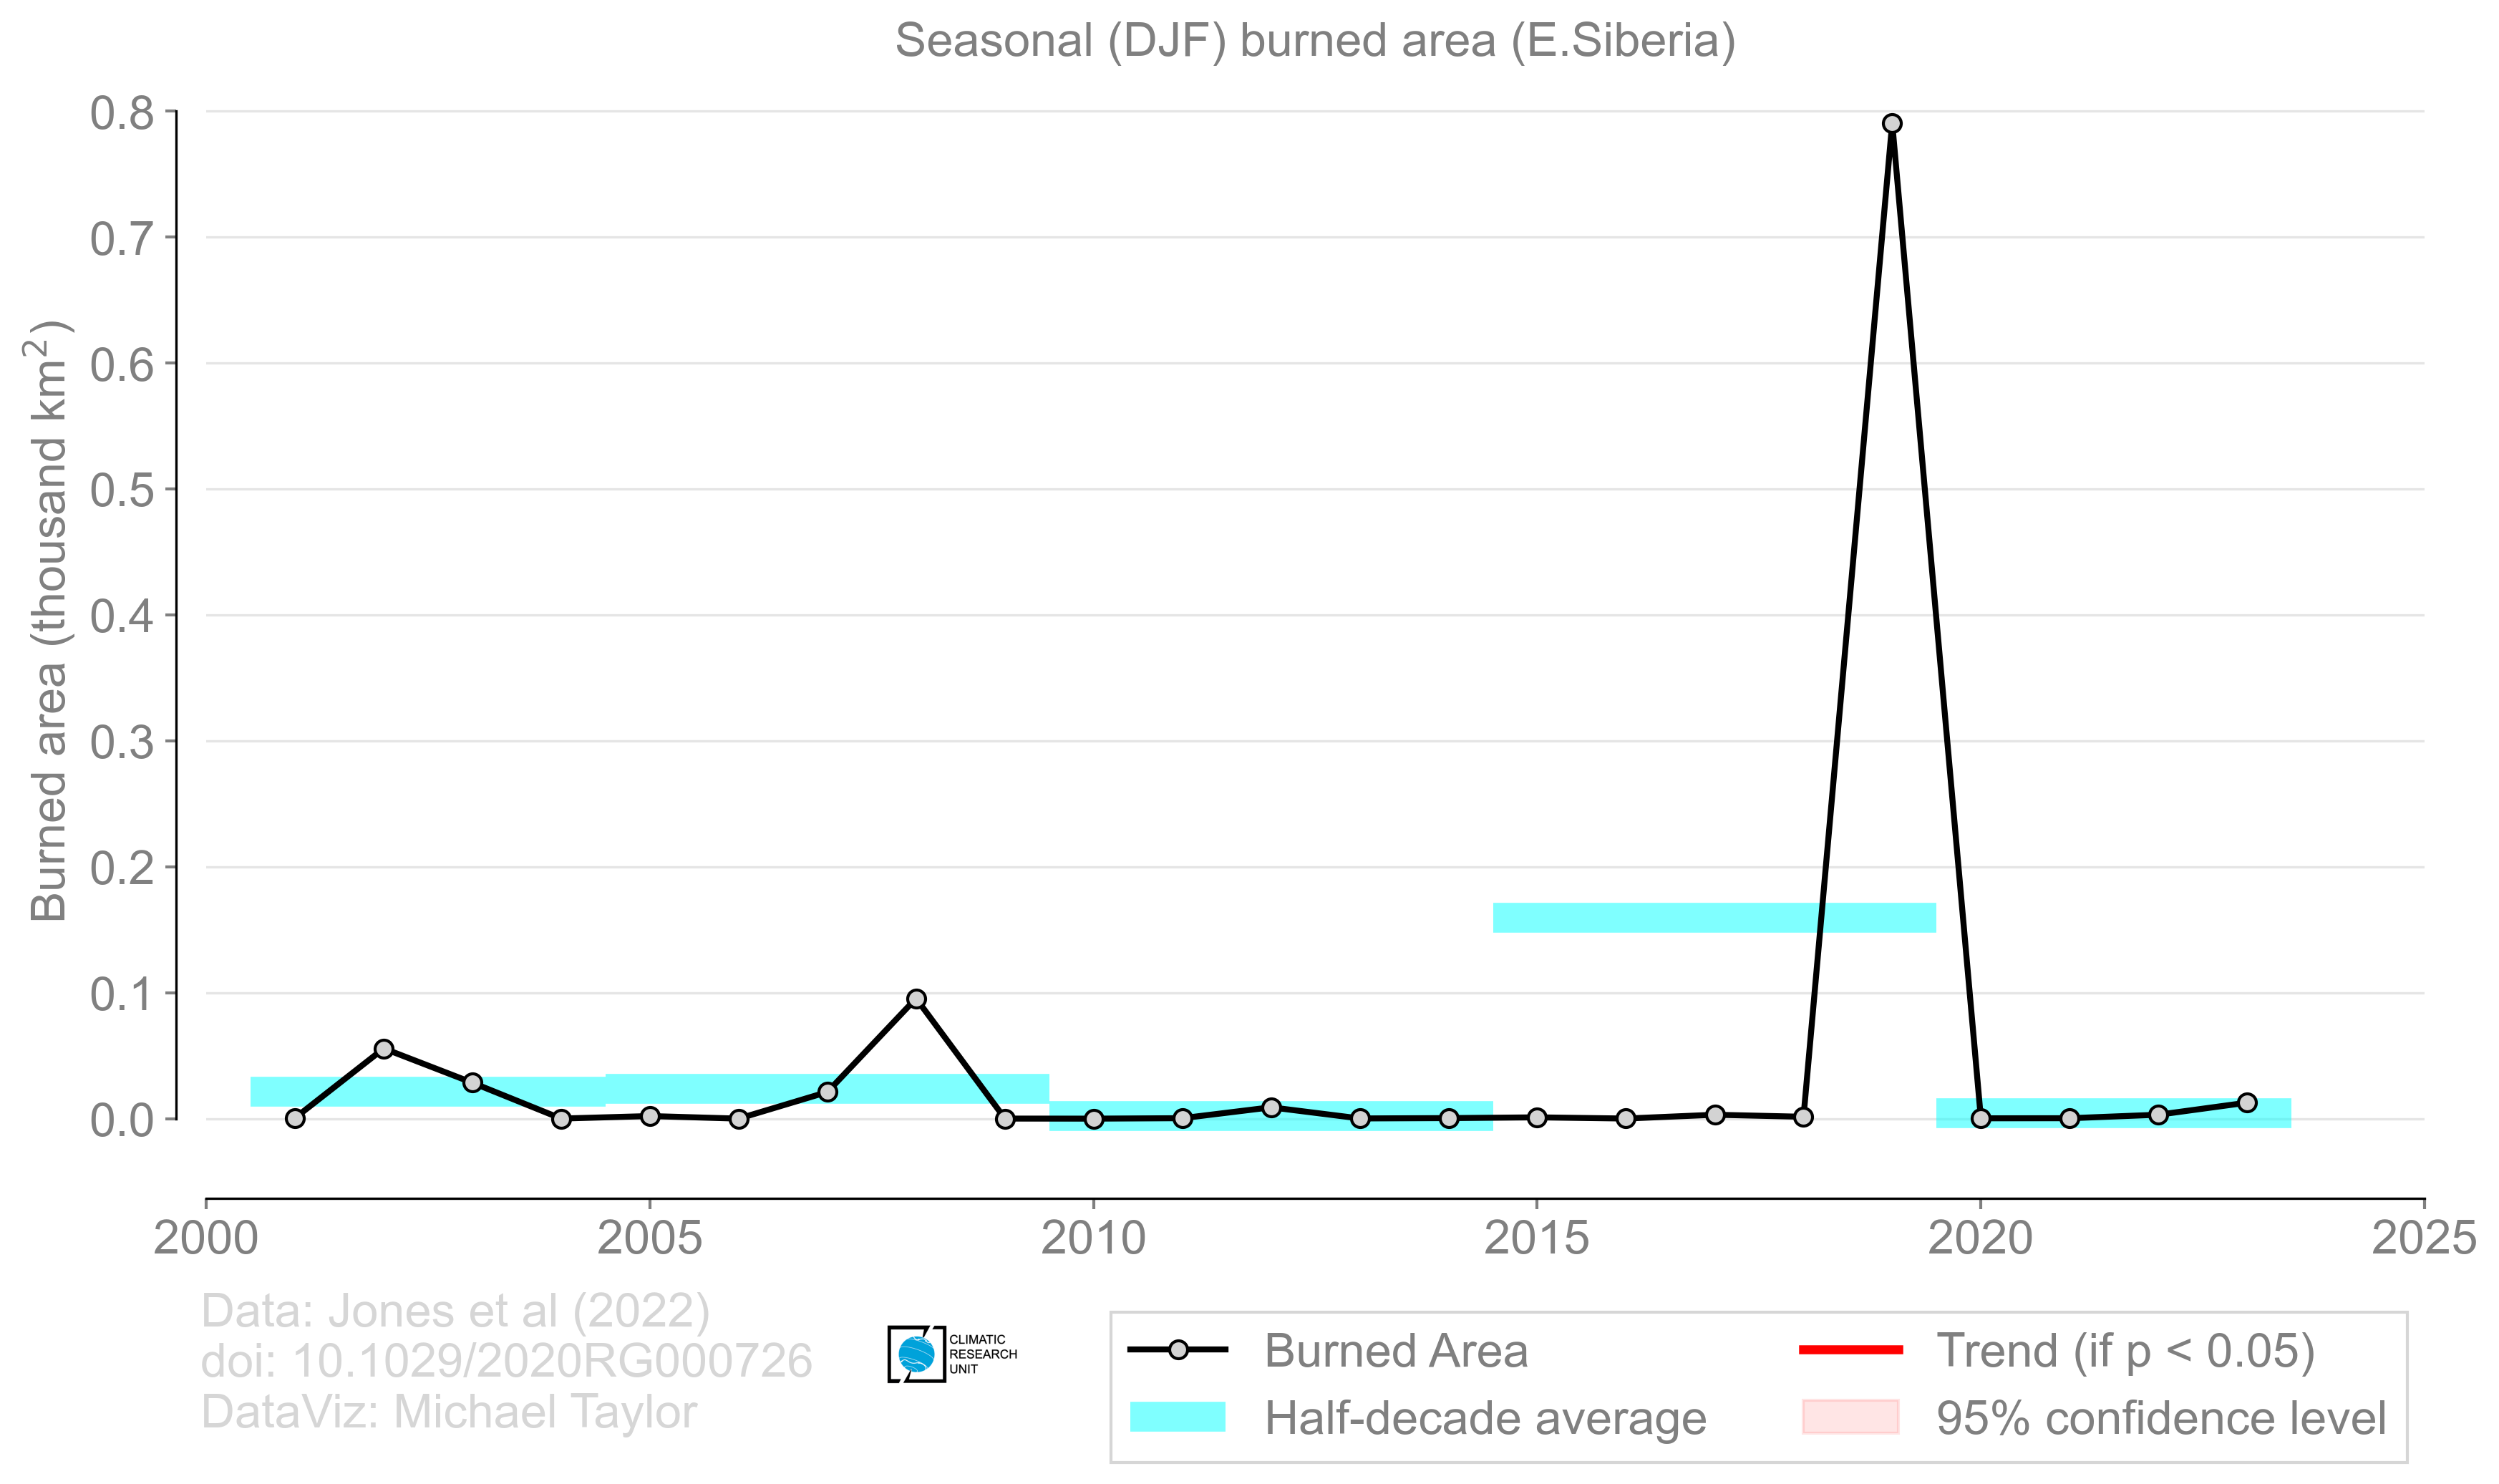 Seasonal (DJF) burned area (E.Siberia)
Burned area (thousand km²)
0.8
0.7
0.6
0.5
0.4
0.3
0.2
0.1
0.0
2000 2005 2010 2015 2020 2025
Data: Jones et al (2022)
doi: 10.1029/2020RG000726
DataViz: Michael Taylor
CLIMATIC
RESEARCH
UNIT
Burned Area
Half-decade average
Trend (if p < 0.05)
95% confidence level